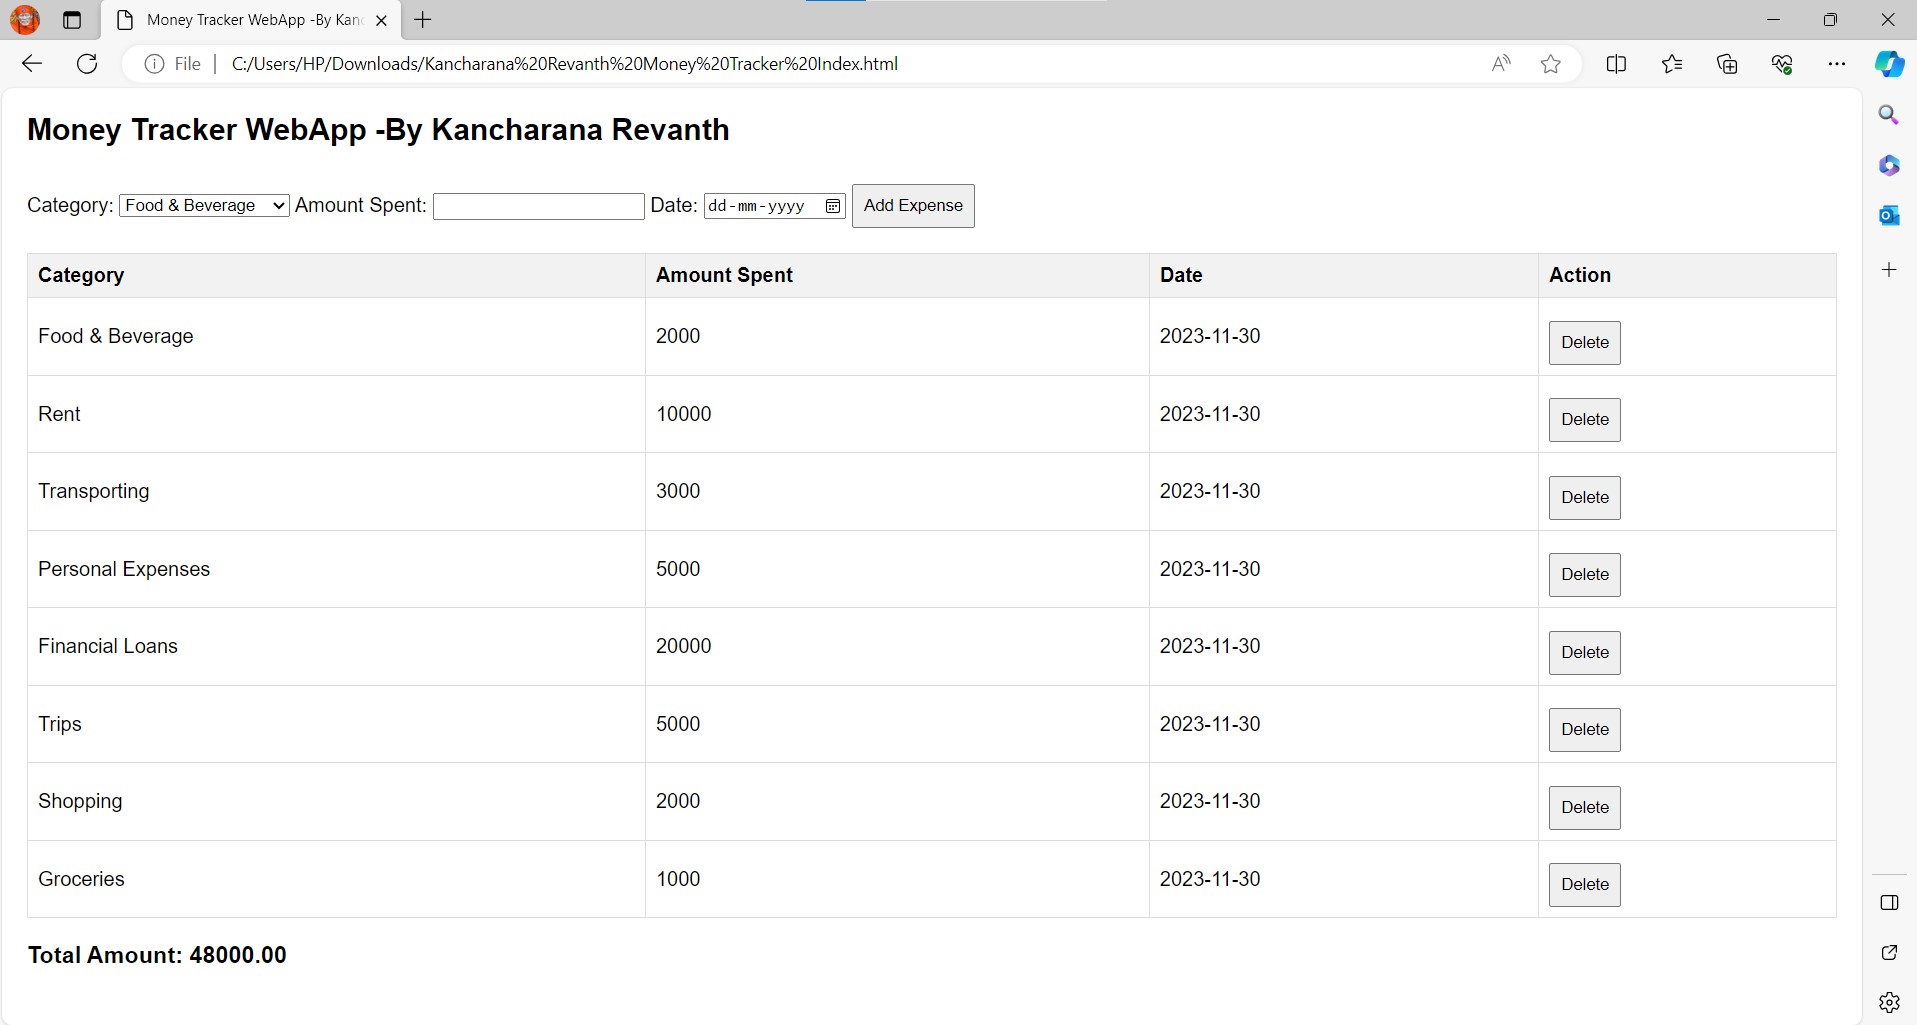 Money Tracker WebApp -By Kanc
File
C:/Users/HP/Downloads/Kancharana%20Revanth%20Money%20Tracker%20Index.html
Money Tracker WebApp -By Kancharana Revanth
Category: Food & Beverage Amount Spent: Date: dd-mm-yyyy Add Expense
Category Amount Spent Date Action
Food & Beverage 2000 2023-11-30 Delete
Rent 10000 2023-11-30 Delete
Transporting 3000 2023-11-30 Delete
Personal Expenses 5000 2023-11-30 Delete
Financial Loans 20000 2023-11-30 Delete
Trips 5000 2023-11-30 Delete
Shopping 2000 2023-11-30 Delete
Groceries 1000 2023-11-30 Delete
Total Amount: 48000.00